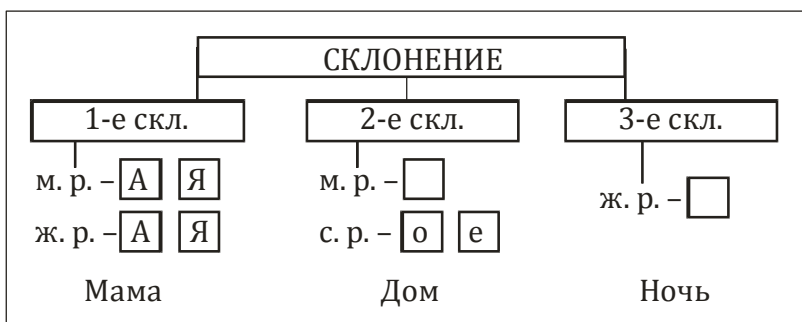 СКЛОНЕНИЕ
1-е скл. 2-е скл. 3-е скл.
м. р. – А Я м. р. –
ж. р. –
ж. р. – А Я с. р. – о е
Мама Дом Ночь